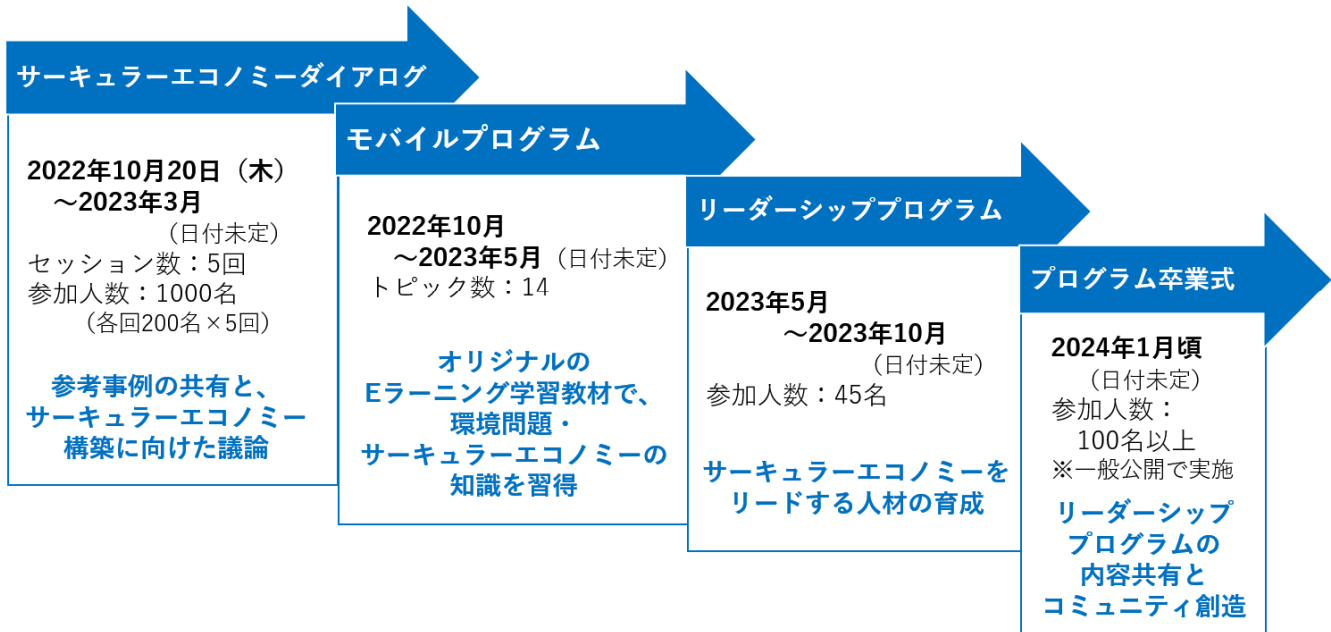 サーキュラーエコノミーダイアログ
2022年10月20日（木）
～2023年3月
（日付未定）
セッション数：5回
参加人数：1000名
（各回200名×5回）
参考事例の共有と、
サーキュラーエコノミー
構築に向けた議論
モバイルプログラム
2022年10月
～2023年5月（日付未定）
トピック数：14
オリジナルの
Eラーニング学習教材で、
環境問題・
サーキュラーエコノミーの
知識を習得
リーダーシッププログラム
2023年5月
～2023年10月
（日付未定）
参加人数：45名
サーキュラーエコノミーを
リードする人材の育成
プログラム卒業式
2024年1月頃
（日付未定）
参加人数：
100名以上
※一般公開で実施
リーダーシップ
プログラムの
内容共有と
コミュニティ創造